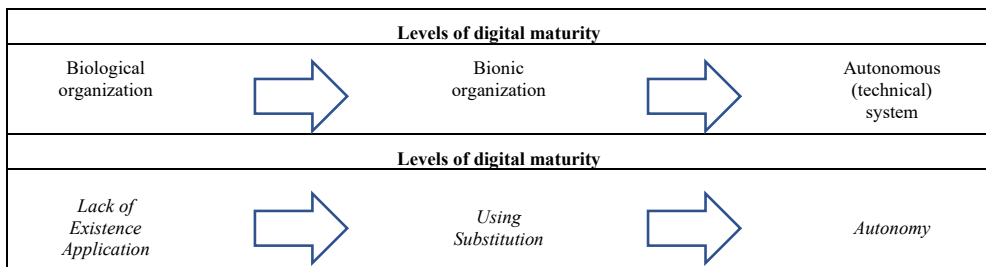 Levels of digital maturity
Biological
organization
Bionic
organization
Autonomous
(technical)
system
Levels of digital maturity
Lack of
Existence
Application
Using
Substitution
Autonomy